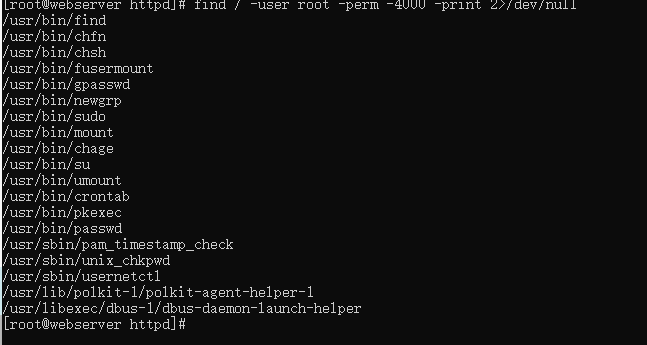 [root@webserver httpd]# find / -user root -perm -4000 -print 2>/dev/null
/usr/bin/find
/usr/bin/chfn
/usr/bin/chsh
/usr/bin/fusermount
/usr/bin/gpasswd
/usr/bin/newgrp
/usr/bin/sudo
/usr/bin/mount
/usr/bin/chage
/usr/bin/su
/usr/bin/umount
/usr/bin/crontab
/usr/bin/pkexec
/usr/bin/passwd
/usr/sbin/pam_timestamp_check
/usr/sbin/unix_chkpwd
/usr/sbin/usernetctl
/usr/lib/polkit-1/polkit-agent-helper-1
/usr/libexec/dbus-1/dbus-daemon-launch-helper
[root@webserver httpd]#